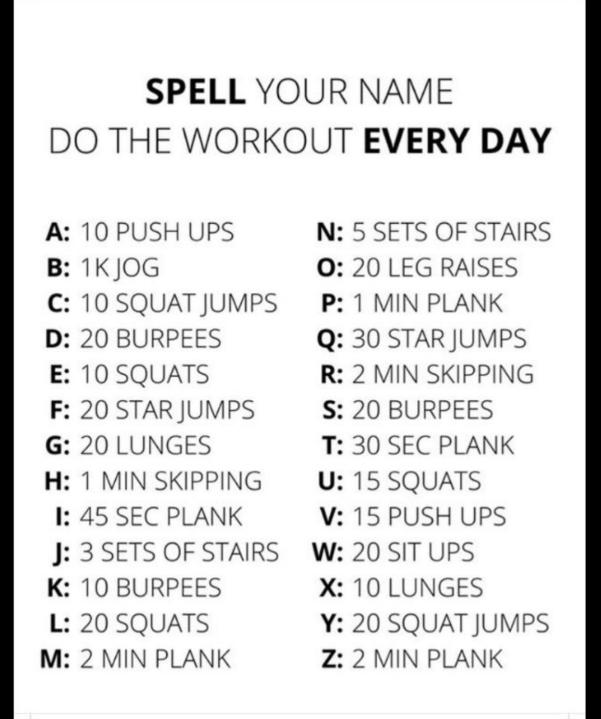 SPELL YOUR NAME
DO THE WORKOUT EVERY DAY
A: 10 PUSH UPS
B: 1K JOG
C: 10 SQUAT JUMPS
D: 20 BURPEES
E: 10 SQUATS
F: 20 STAR JUMPS
G: 20 LUNGES
H: 1 MIN SKIPPING
I: 45 SEC PLANK
J: 3 SETS OF STAIRS
K: 10 BURPEES
L: 20 SQUATS
M: 2 MIN PLANK
N: 5 SETS OF STAIRS
O: 20 LEG RAISES
P: 1 MIN PLANK
Q: 30 STAR JUMPS
R: 2 MIN SKIPPING
S: 20 BURPEES
T: 30 SEC PLANK
U: 15 SQUATS
V: 15 PUSH UPS
W: 20 SIT UPS
X: 10 LUNGES
Y: 20 SQUAT JUMPS
Z: 2 MIN PLANK